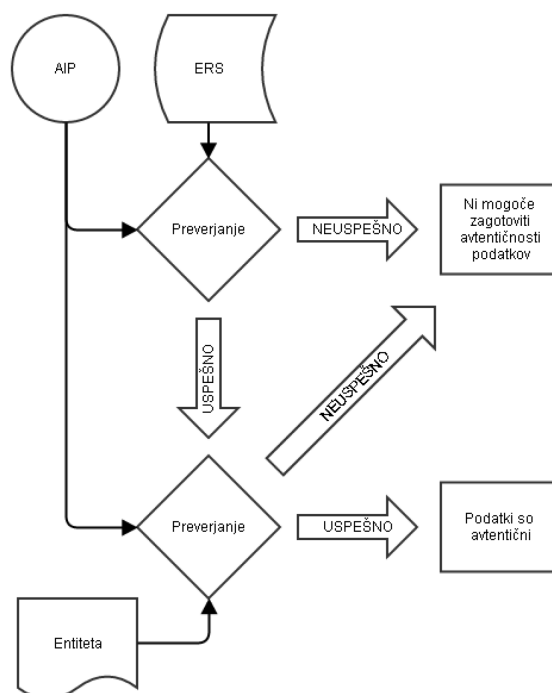 AIP
ERS
Preverjanje
NEUSPEŠNO
Ni mogoče
zagotoviti
avtentičnosti
podatkov
USPEŠNO
NEUSPEŠNO
Preverjanje
USPEŠNO
Podatki so
avtentični
Entiteta